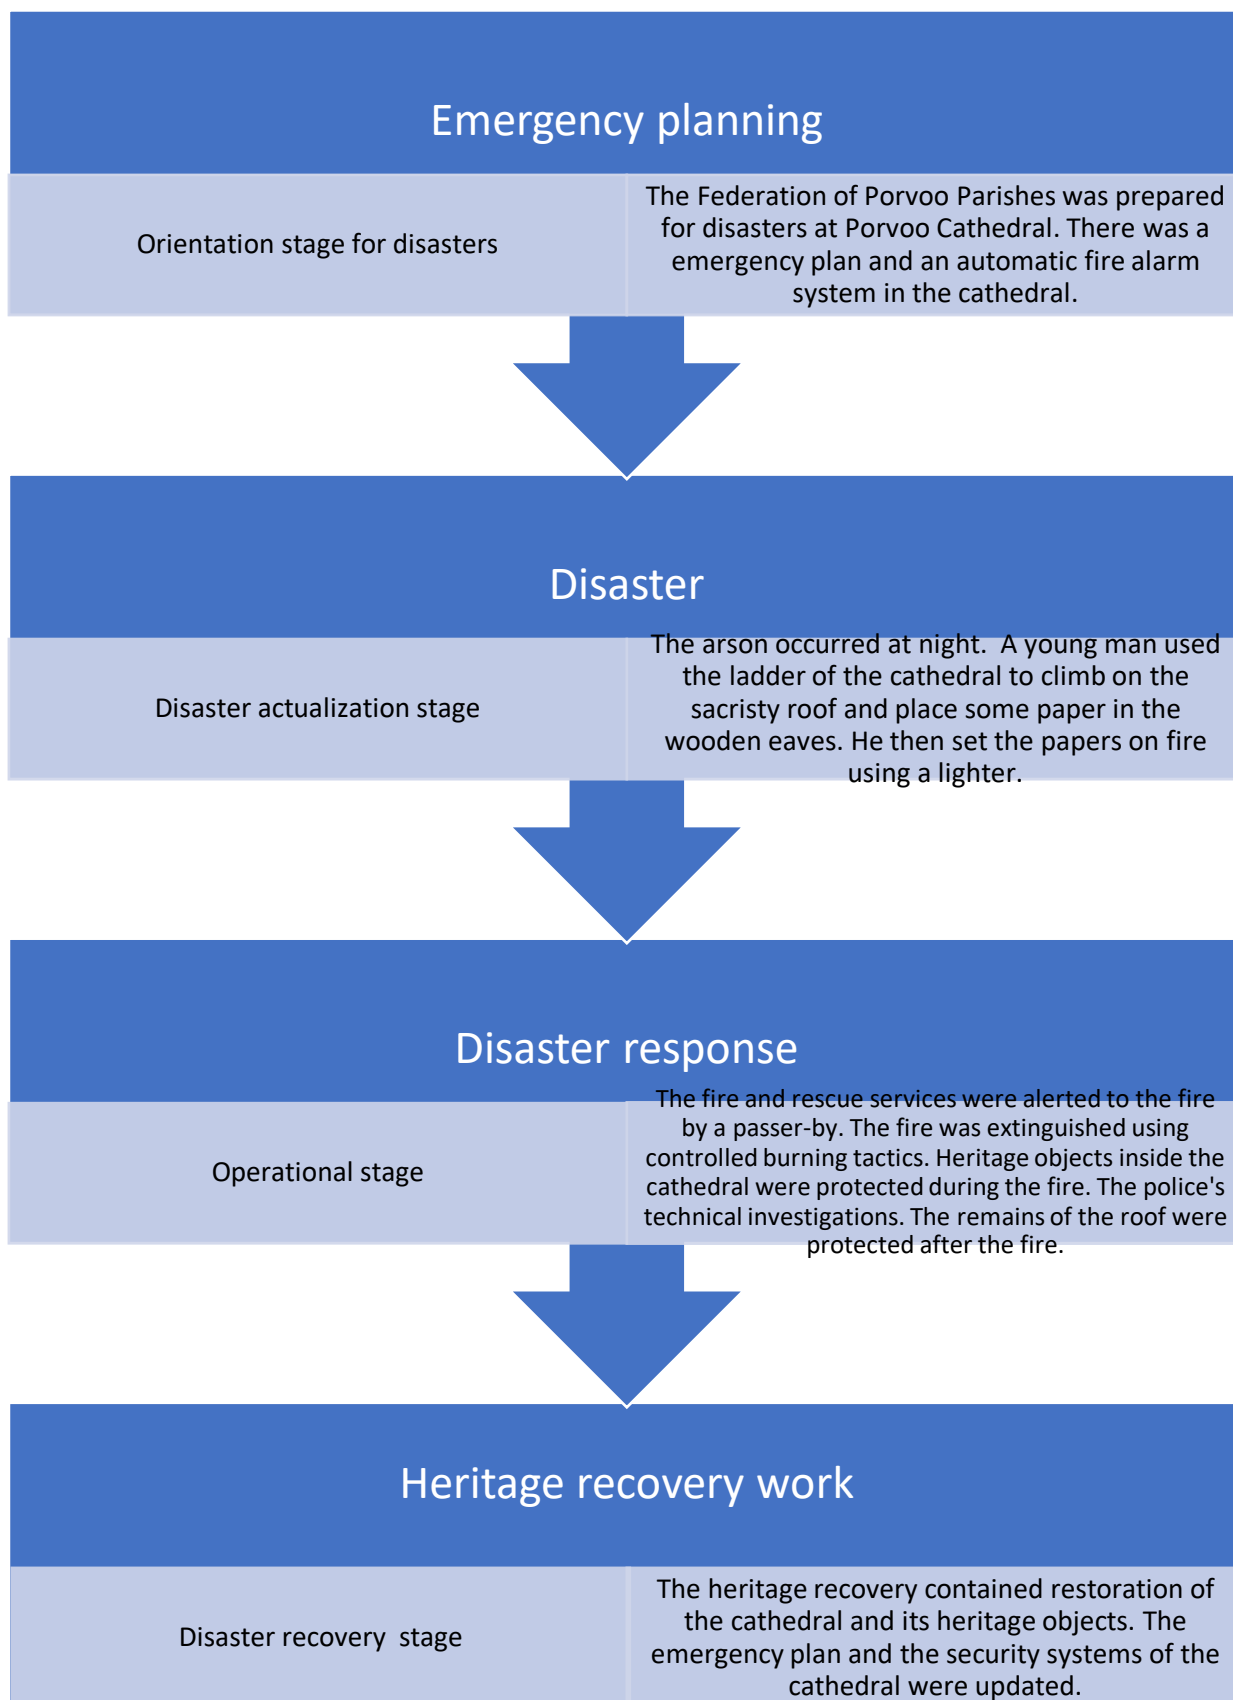 Emergency planning
Orientation stage for disasters
The Federation of Porvoo Parishes was prepared
for disasters at Porvoo Cathedral. There was a
emergency plan and an automatic fire alarm
system in the cathedral.
Disaster
Disaster actualization stage
The arson occurred at night.  A young man used
the ladder of the cathedral to climb on the
sacristy roof and place some paper in the
wooden eaves. He then set the papers on fire
using a lighter.
Disaster response
Operational stage
The fire and rescue services were alerted to the fire
by a passer-by. The fire was extinguished using
controlled burning tactics. Heritage objects inside the
cathedral were protected during the fire. The police's
technical investigations. The remains of the roof were
protected after the fire.
Heritage recovery work
Disaster recovery  stage
The heritage recovery contained restoration of
the cathedral and its heritage objects. The
emergency plan and the security systems of the
cathedral were updated.